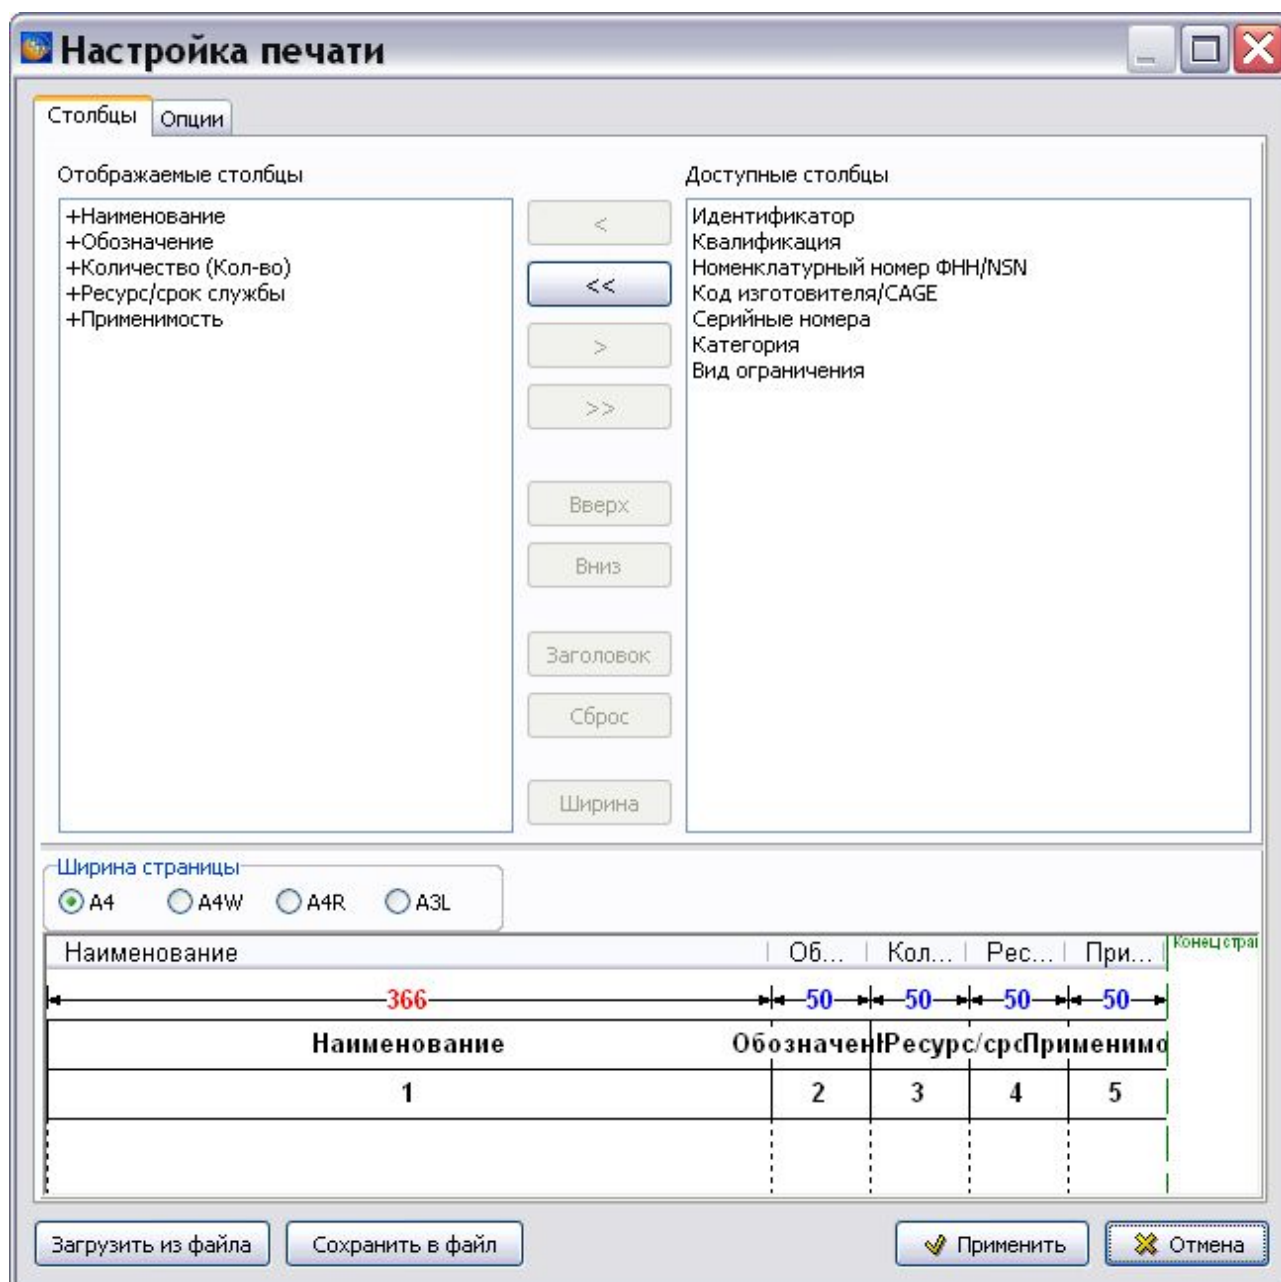 Настройка печати
Столбцы Опции
Отображаемые столбцы
+Наименование
+Обозначение
+Количество (Кол-во)
+Ресурс/срок службы
+Применимость
<
<<
>
>>
Вверх
Вниз
Заголовок
Сброс
Ширина
Доступные столбцы
Идентификатор
Квалификация
Номенклатурный номер ФНН/NSN
Код изготовителя/CAGE
Серийные номера
Категория
Вид ограничения
Ширина страницы
A4 A4W A4R A3L
Наименование Об... Кол... Рес... При... Конец стра
366 50 50 50 50
Наименование Обозначен Ресурс/срс Применимо
1 2 3 4 5
Загрузить из файла Сохранить в файл Применить Отмена